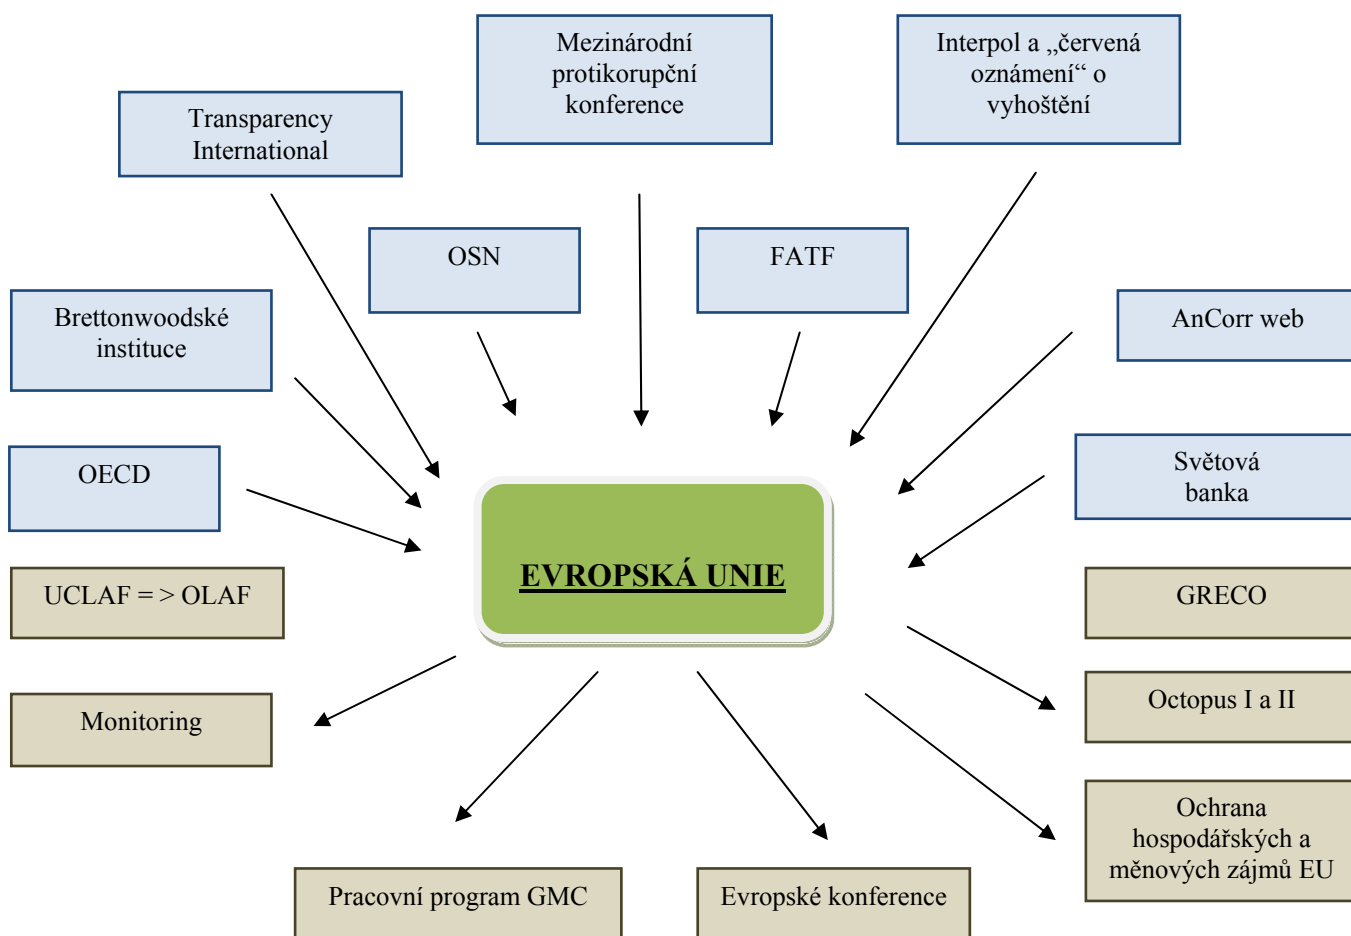 Mezinárodní
protikorupční
konference
Interpol a „červená
oznámení“ o
vyhoštění
Transparency
International
OSN
FATF
Brettonwoodské
instituce
AnCorr web
OECD
Světová
banka
EVROPSKÁ UNIE
UCLAF = > OLAF
GRECO
Monitoring
Octopus I a II
Ochrana
hospodářských a
měnových zájmů EU
Pracovní program GMC
Evropské konference